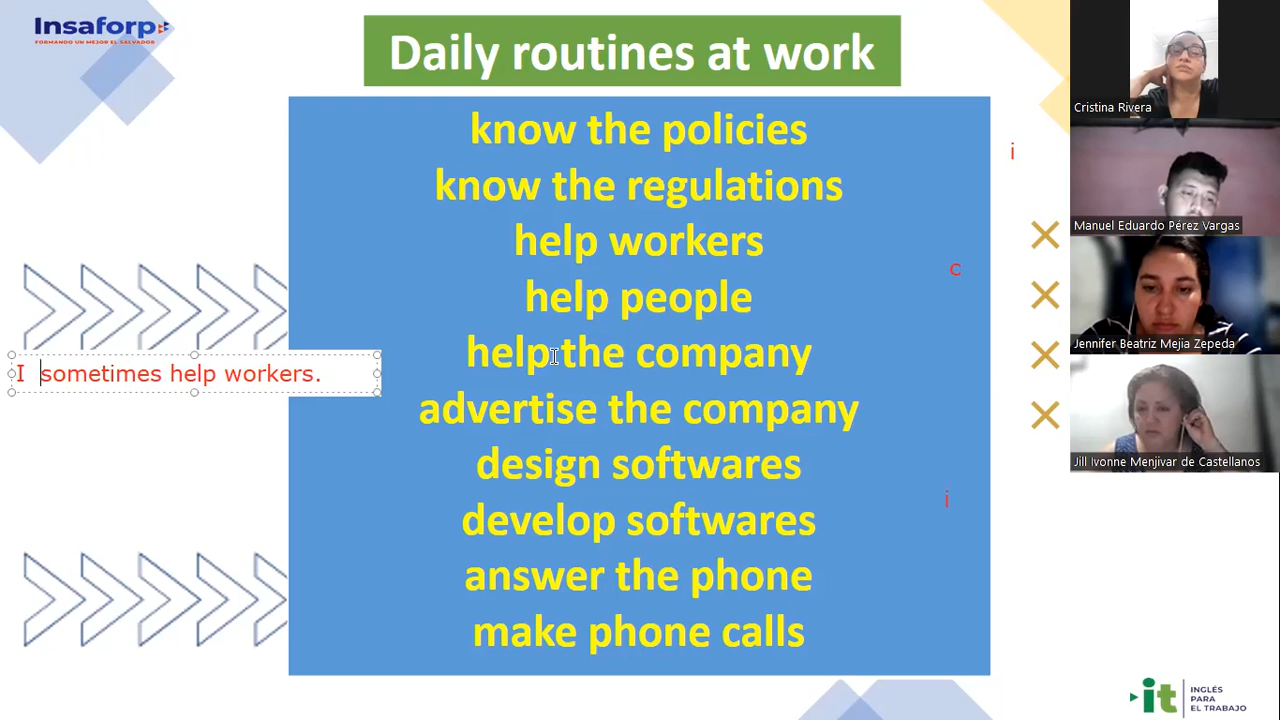 Insaforp
FORMANDO UN MEJOR EL SALVADOR
Daily routines at work
know the policies
know the regulations
help workers
help people
help the company
advertise the company
design softwares
develop softwares
answer the phone
make phone calls
I sometimes help workers.
i
c
i
Cristina Rivera
Manuel Eduardo Pérez Vargas
Jennifer Beatriz Mejia Zepeda
Jill Ivonne Menjivar de Castellanos
it
INGLÉS
PARA
EL TRABAJO